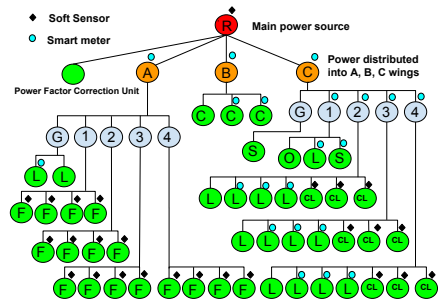 Soft Sensor
Smart meter
R
Main power source
Power distributed
into A, B, C wings
A
B
C
Power Factor Correction Unit
C C C
G 1 2 3 4
S
O L S
G 1 2 3 4
L L
L L L L CL CL CL
F F F F
L L L L CL CL CL
F F F F
F F F F
F F F F
L L L L CL CL CL